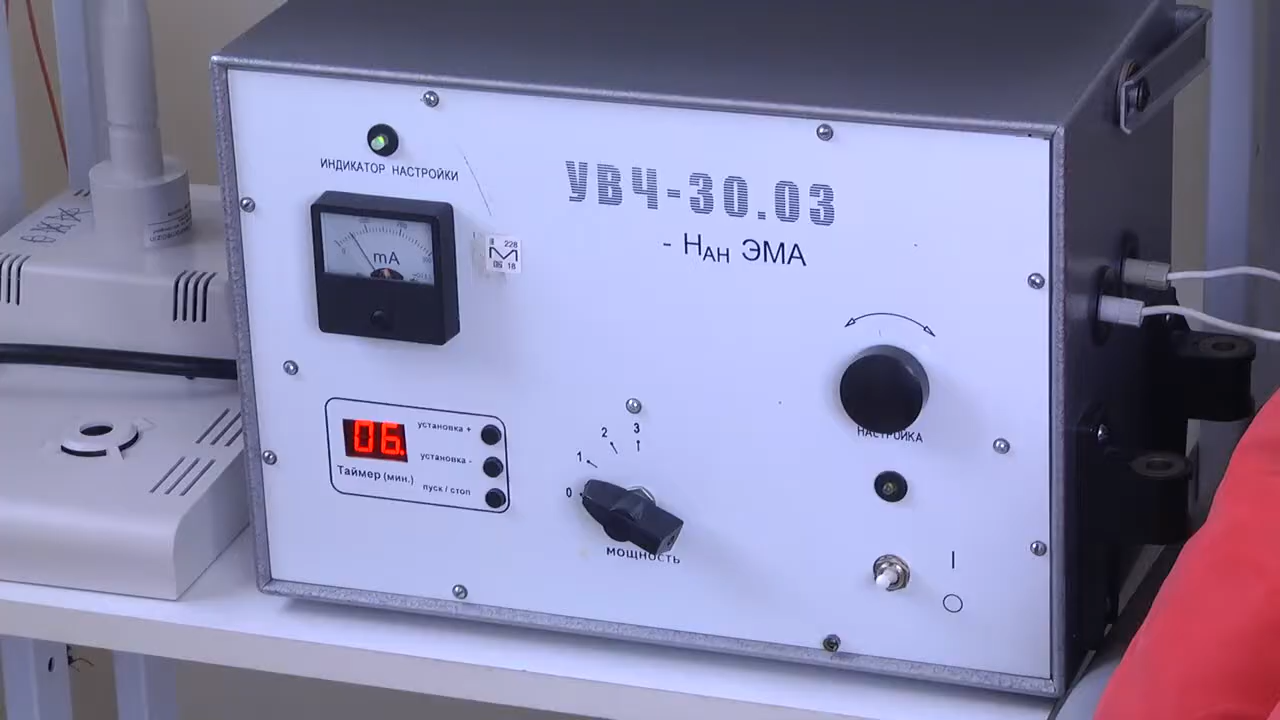 ИНДИКАТОР НАСТРОЙКИ
УВЧ-30.03
- НАН ЭМА
mA
228
M
18
06.
установка +
установка -
пуск / стоп
Таймер (мин.)
0
1
2
3
МОЩНОСТЬ
НАСТРОЙКА